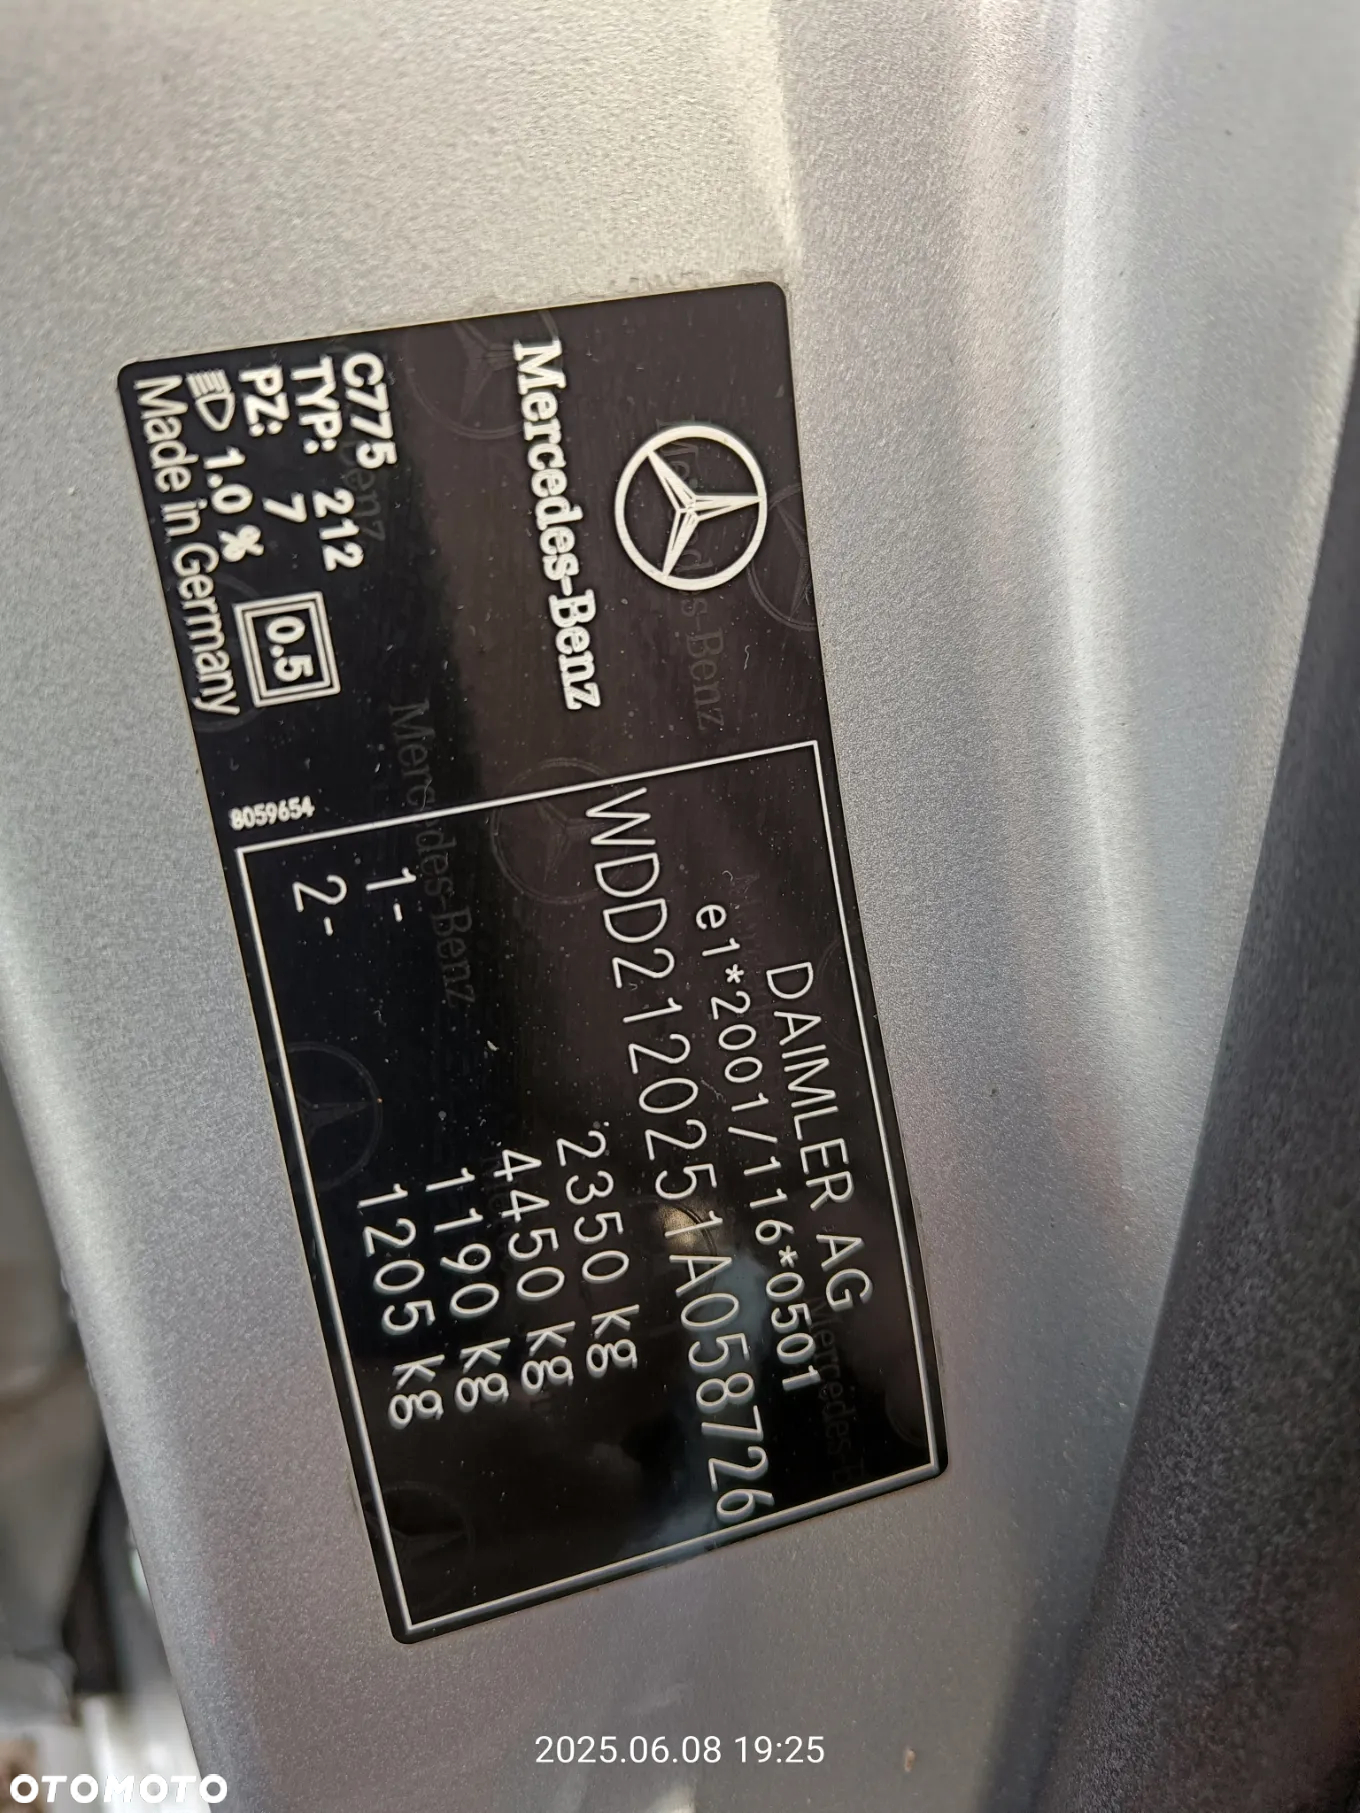 Mercedes-Benz
C775
TYP: 212
PZ: 7
1.0 %
0.5
Made in Germany
8059654
DAIMLER AG
e1*2001/116*0501
WDD2120251A058726
2350 kg
4450 kg
1- 1190 kg
2- 1205 kg
2025.06.08 19:25
OTOMOTO